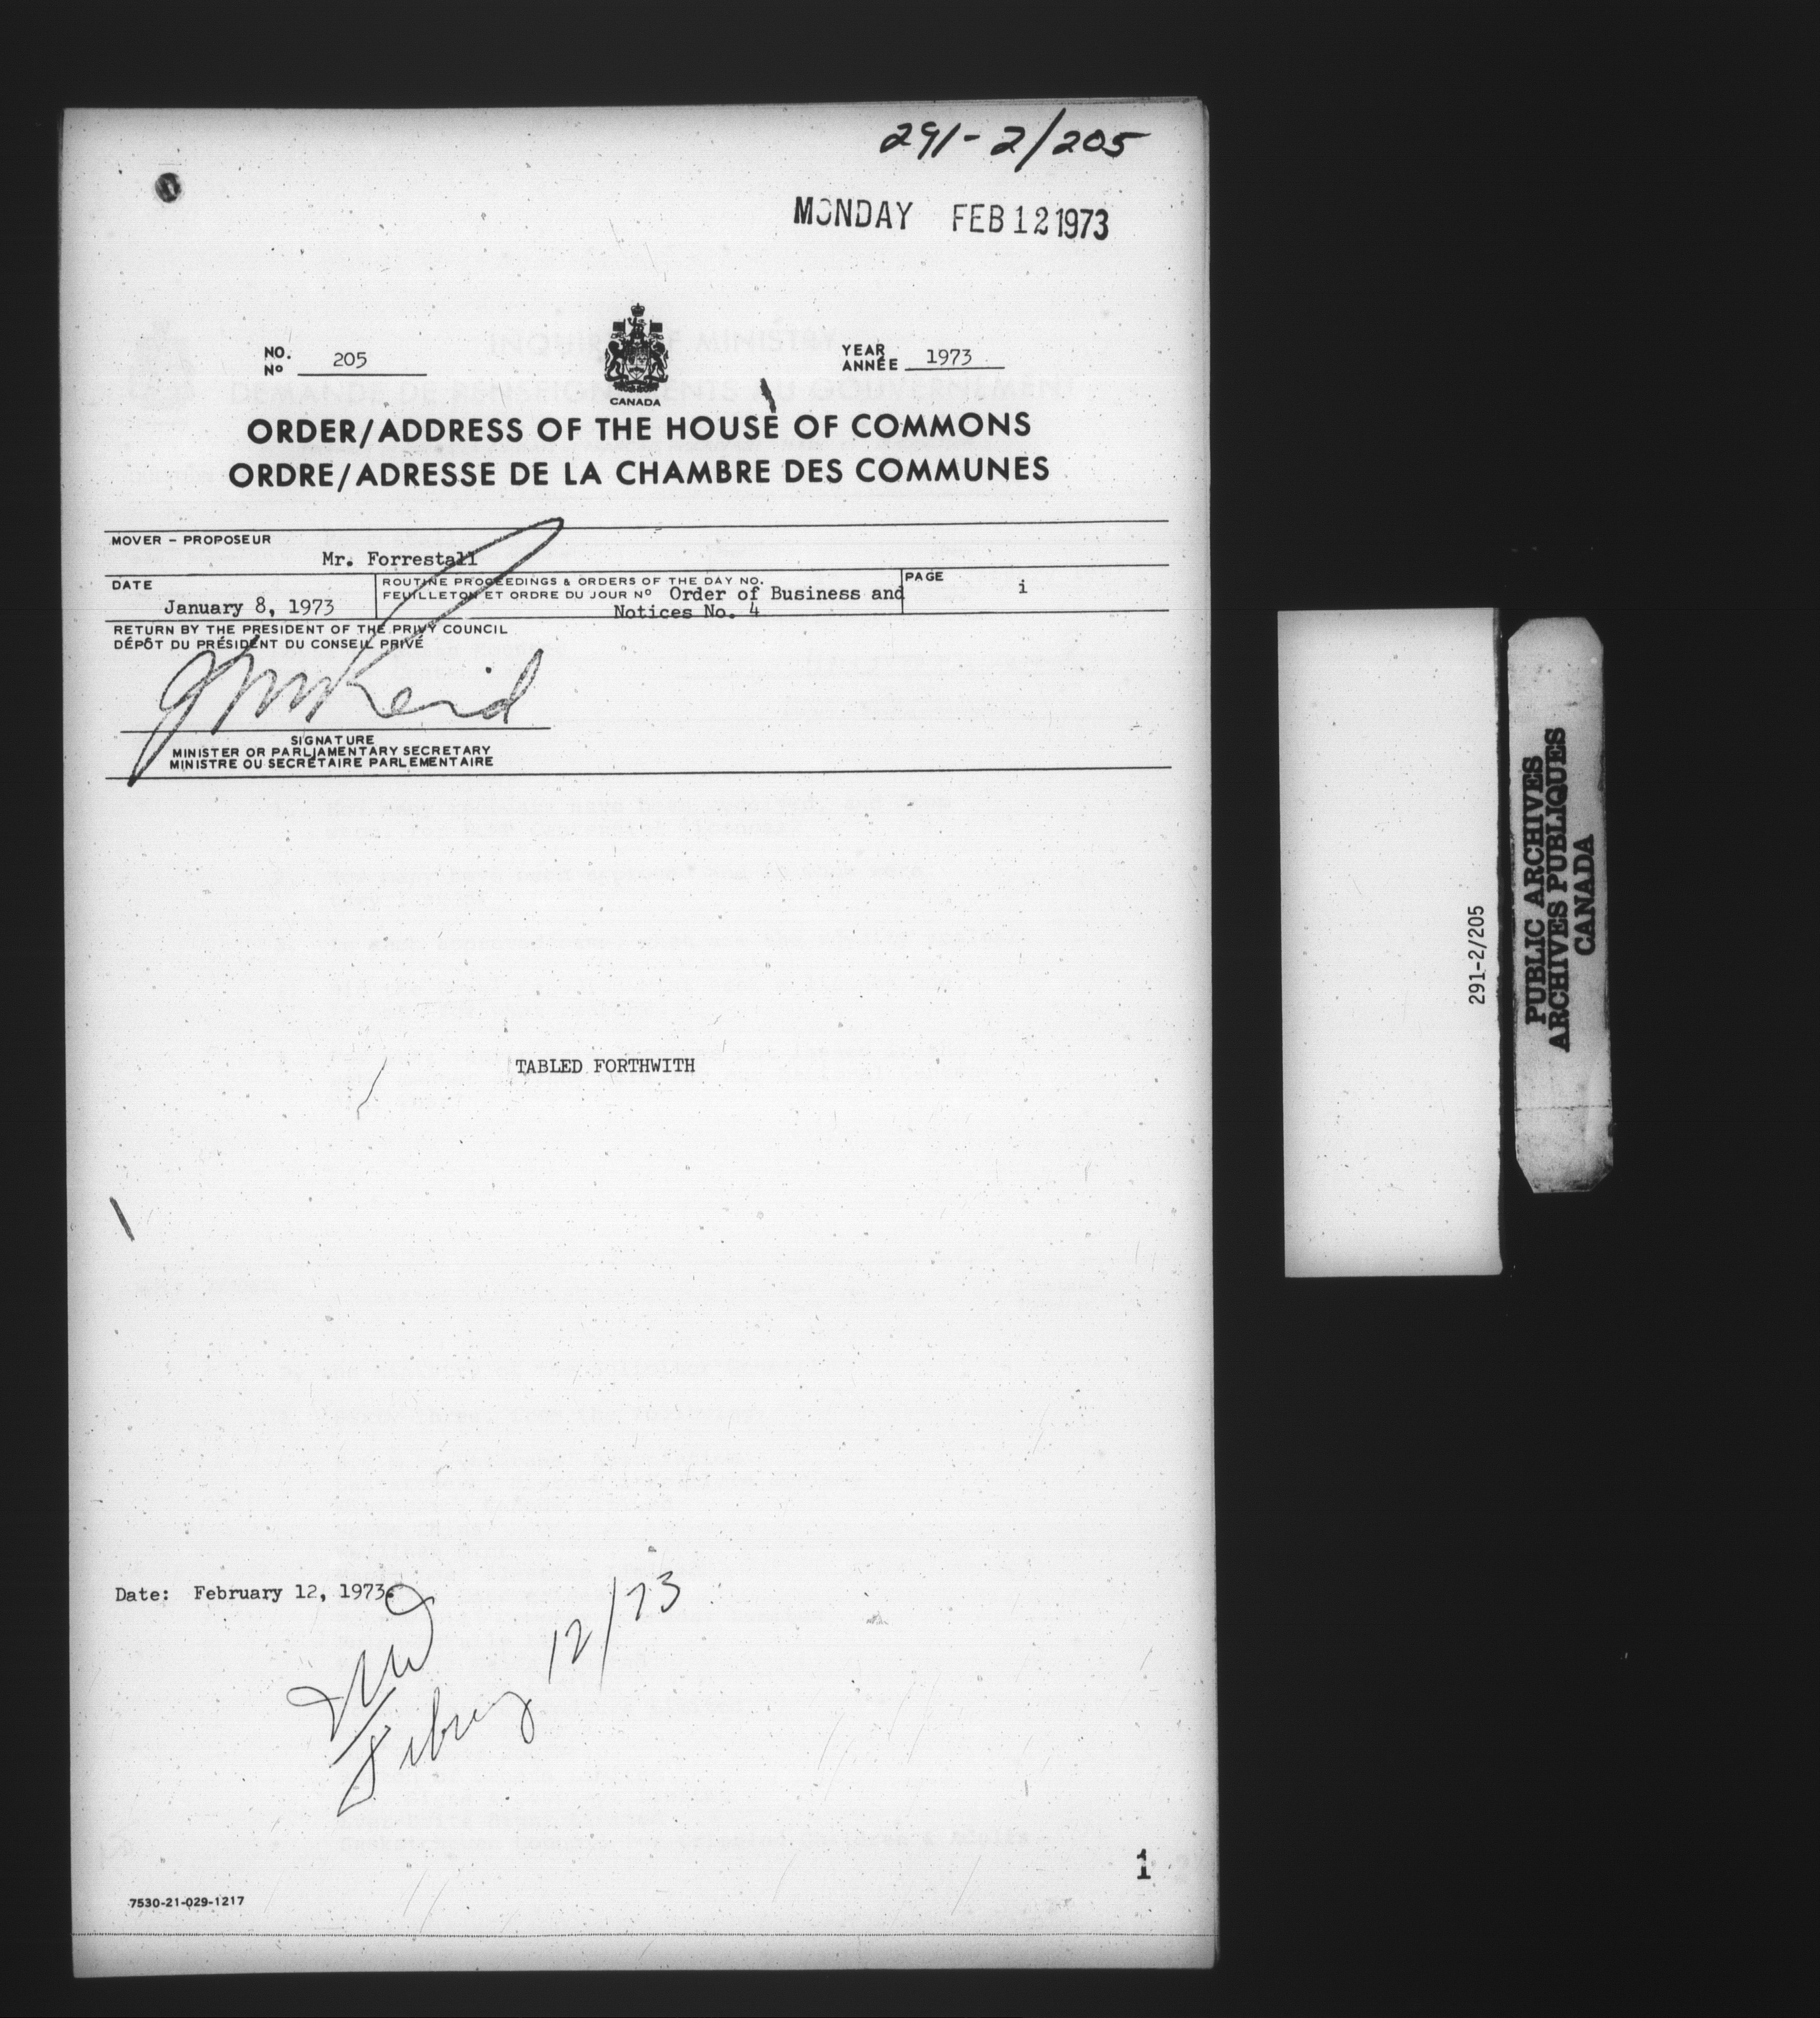 291-2/205
MONDAY FEB 12 1973
NO. 205
Nº
YEAR 1973
ANNÉE
CANADA
ORDER/ADDRESS OF THE HOUSE OF COMMONS
ORDRE/ADRESSE DE LA CHAMBRE DES COMMUNES
MOVER – PROPOSEUR
Mr. Forrestall
DATE
January 8, 1973
ROUTINE PROCEEDINGS & ORDERS OF THE DAY NO.
FEUILLETON ET ORDRE DU JOUR Nº Order of Business and
Notices No. 4
PAGE
i
RETURN BY THE PRESIDENT OF THE PRIVY COUNCIL
DÉPÔT DU PRÉSIDENT DU CONSEIL PRIVÉ
SIGNATURE
MINISTER OR PARLIAMENTARY SECRETARY
MINISTRE OU SECRÉTAIRE PARLEMENTAIRE
TABLED FORTHWITH
Date: February 12, 1973.
February 12/73
1
7530-21-029-1217
291-2/205
PUBLIC ARCHIVES
ARCHIVES PUBLIQUES
CANADA